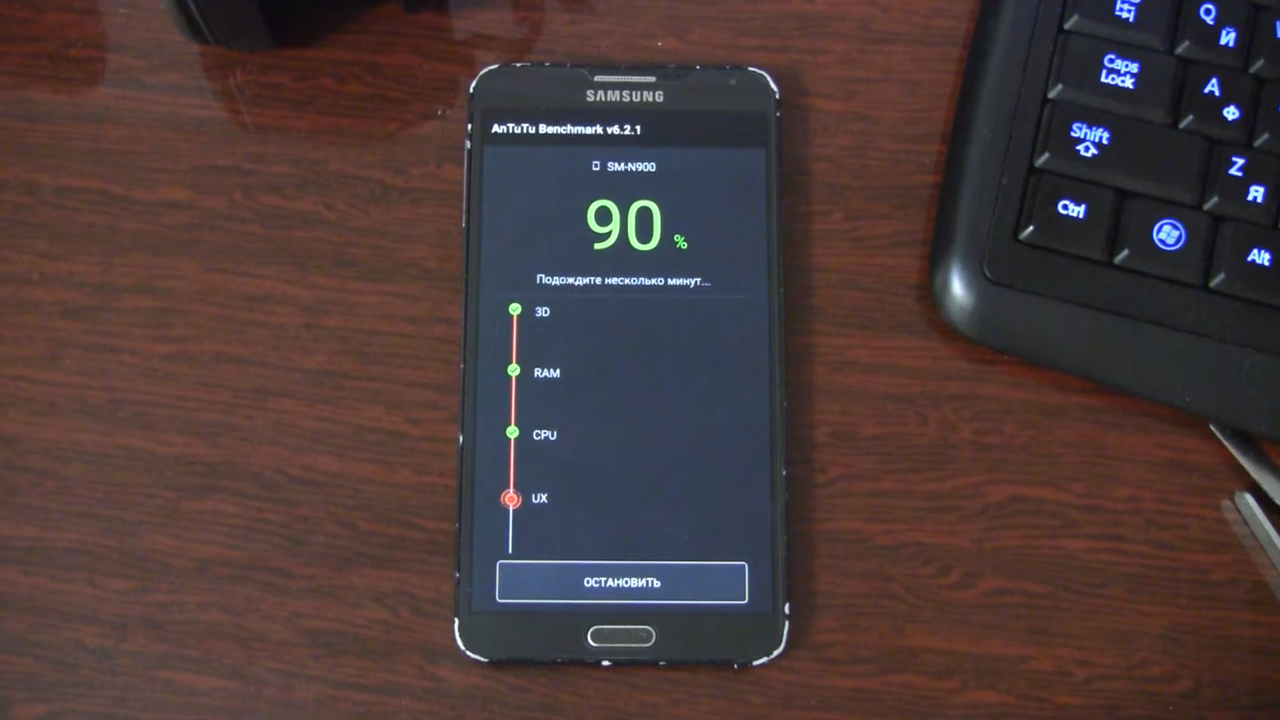 SAMSUNG
AnTuTu Benchmark v6.2.1
SM-N900
90 %
Подождите несколько минут...
3D
RAM
CPU
UX
ОСТАНОВИТЬ
Q Й
Caps Lock
A Ф
Shift
Z Я
Ctrl
Alt